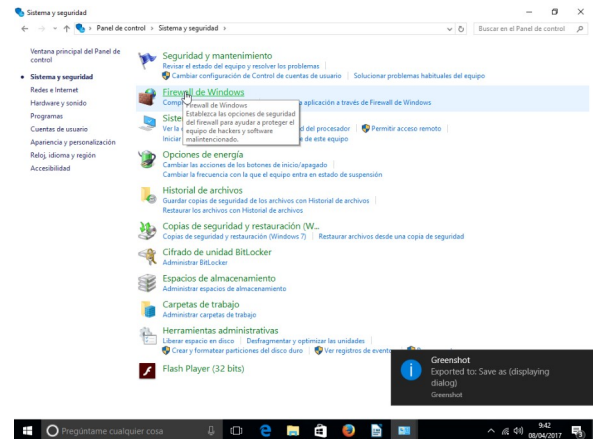 Sistema y seguridad
Panel de control > Sistema y seguridad >
Buscar en el Panel de control
Ventana principal del Panel de control
Sistema y seguridad
Redes e Internet
Hardware y sonido
Programas
Cuentas de usuario
Apariencia y personalización
Reloj, idioma y región
Accesibilidad
Seguridad y mantenimiento
Revisar el estado del equipo y resolver los problemas
Cambiar configuración de Control de cuentas de usuario
Solucionar problemas habituales del equipo
Firewall de Windows
aplicación a través de Firewall de Windows
Firewall de Windows
Establezca las opciones de seguridad
del firewall para ayudar a proteger el
equipo de hackers y software
malintencionado.
Ver la
d del procesador
Permitir acceso remoto
Iniciar
de este equipo
Opciones de energía
Cambiar las acciones de los botones de inicio/apagado
Cambiar la frecuencia con la que el equipo entra en estado de suspensión
Historial de archivos
Guardar copias de seguridad de los archivos con Historial de archivos
Restaurar los archivos con Historial de archivos
Copias de seguridad y restauración (W...
Copias de seguridad y restauración (Windows 7)
Restaurar archivos desde una copia de seguridad
Cifrado de unidad BitLocker
Administrar BitLocker
Espacios de almacenamiento
Administrar espacios de almacenamiento
Carpetas de trabajo
Administrar carpetas de trabajo
Herramientas administrativas
Liberar espacio en disco
Desfragmentar y optimizar las unidades
Crear y formatear particiones del disco duro
Ver registros de evento
Flash Player (32 bits)
Greenshot
Exported to: Save as (displaying
dialog)
Greenshot
Pregúntame cualquier cosa
9:42
08/04/2017